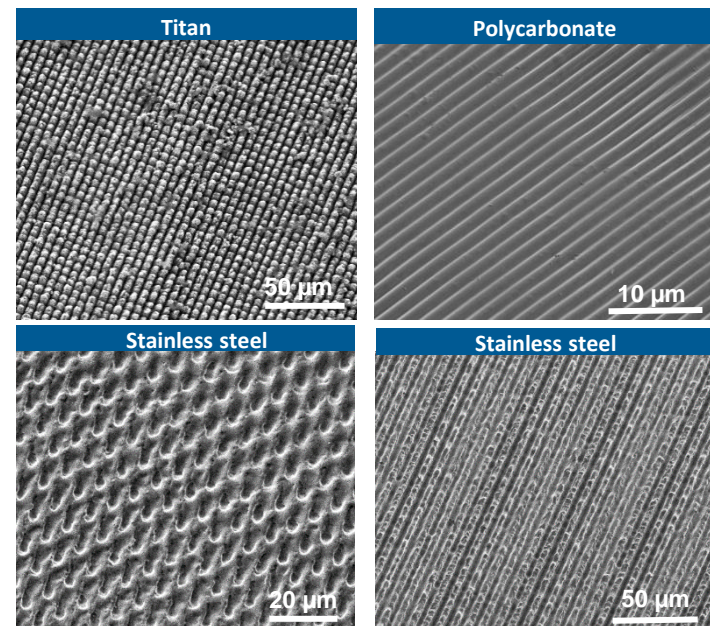 Titan
Polycarbonate
50 µm
10 µm
Stainless steel
Stainless steel
20 µm
50 µm